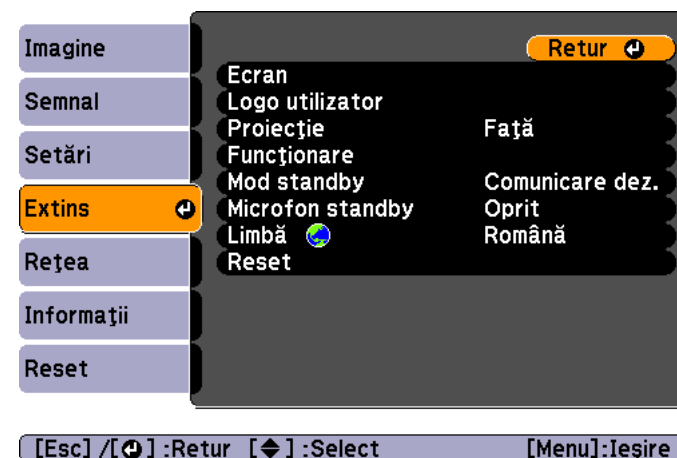 Imagine
Semnal
Setări
Extins
Reţea
Informaţii
Reset
Retur
Ecran
Logo utilizator
Proiecţie Faţă
Funcţionare
Mod standby Comunicare dez.
Microfon standby Oprit
Limbă Română
Reset
[Esc] /[ ] :Retur [ ] :Select [Menu]:Iesire